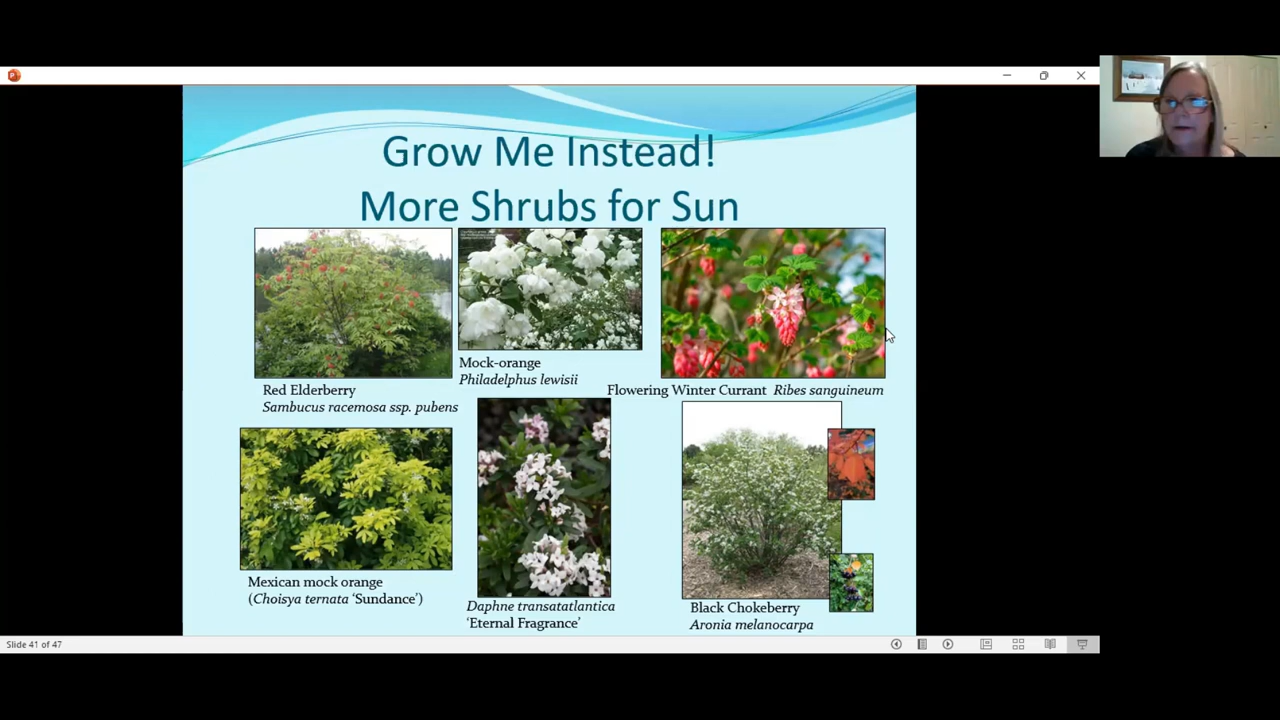 Grow Me Instead!
More Shrubs for Sun
Mock-orange
Philadelphus lewisii
Red Elderberry
Sambucus racemosa ssp. pubens
Flowering Winter Currant Ribes sanguineum
Mexican mock orange
(Choisya ternata ‘Sundance’)
Daphne transatatlantica
‘Eternal Fragrance’
Black Chokeberry
Aronia melanocarpa
Slide 41 of 47